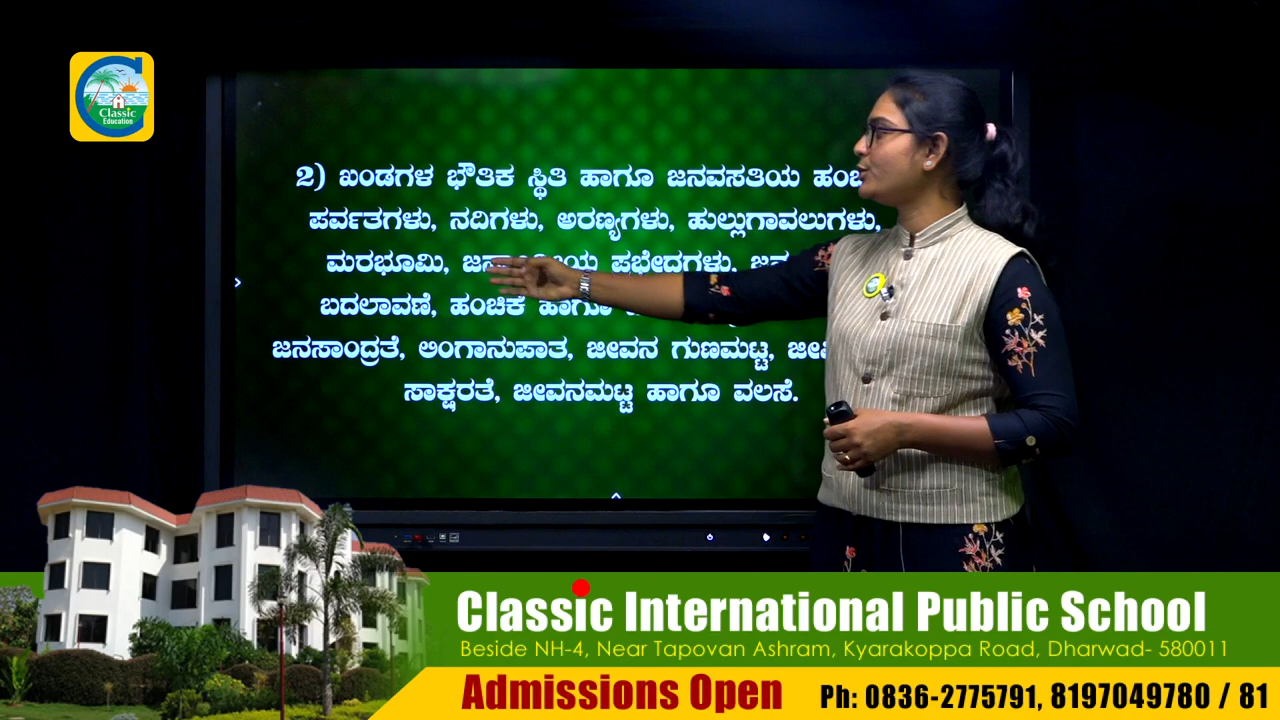 Classic
Education
2) ಖಂಡಗಳ ಭೌತಿಕ ಸ್ಥಿತಿ ಹಾಗೂ ಜನವಸತಿಯ
ಪರ್ವತಗಳು, ನದಿಗಳು, ಅರಣ್ಯಗಳು, ಹುಲ್ಲುಗಾವಲುಗಳು,
ಮರಭೂಮಿ, ಪ್ರಭೇದಗಳು,
ಬದಲಾವಣೆ, ಹಂಚಿಕೆ ಹಾಗೂ
ಜನಸಾಂದ್ರತೆ, ಲಿಂಗಾನುಪಾತ, ಜೀವನ ಗುಣಮಟ್ಟ,
ಸಾಕ್ಷರತೆ, ಜೀವನಮಟ್ಟ ಹಾಗೂ ವಲಸೆ.
Classic International Public School
Beside NH-4, Near Tapovan Ashram, Kyarakoppa Road, Dharwad- 580011
Admissions Open Ph: 0836-2775791, 8197049780 / 81